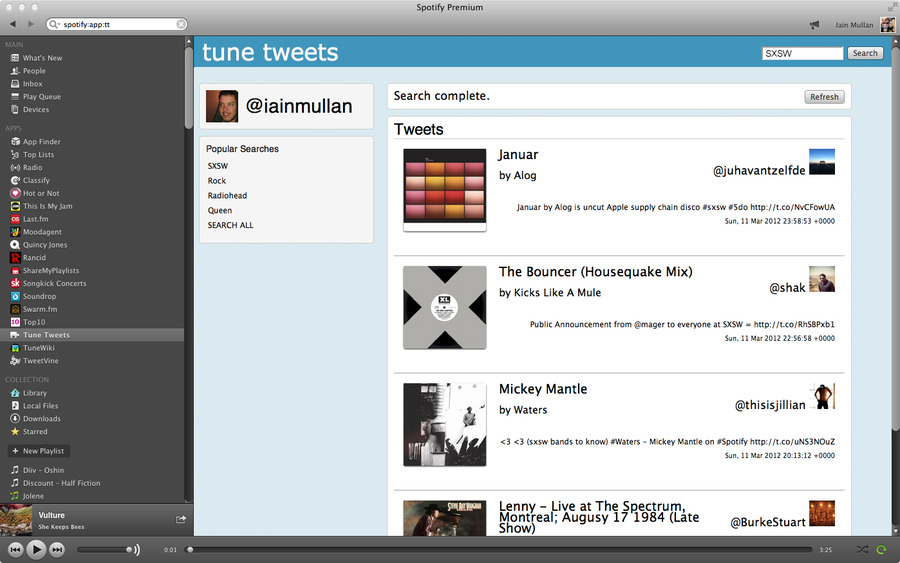 Spotify Premium
spotify:app:tt
Iain Mullan
MAIN
What's New
People
Inbox
Play Queue
Devices
APPS
App Finder
Top Lists
Radio
Classify
Hot or Not
This Is My Jam
Last.fm
Moodagent
Quincy Jones
Rancid
ShareMyPlaylists
Songkick Concerts
Soundrop
Swarm.fm
Top10
Tune Tweets
TuneWiki
TweetVine
COLLECTION
Library
Local Files
Downloads
Starred
+ New Playlist
Diiv - Oshin
Discount - Half Fiction
Jolene
Vulture
She Keeps Bees
tune tweets
SXSW
Search
@iainmullan
Popular Searches
SXSW
Rock
Radiohead
Queen
SEARCH ALL
Search complete.
Refresh
Tweets
Januar
by Alog
@juhavantzelfde
Januar by Alog is uncut Apple supply chain disco #sxsw #5do http://t.co/NvCFowUA
Sun, 11 Mar 2012 23:58:53 +0000
XL
The Bouncer (Housequake Mix)
by Kicks Like A Mule
@shak
Public Announcement from @mager to everyone at SXSW = http://t.co/RhSBPxb1
Sun, 11 Mar 2012 22:56:58 +0000
WATERS
Mickey Mantle
by Waters
@thisisjillian
<3 <3 (sxsw bands to know) #Waters - Mickey Mantle on #Spotify http://t.co/uNS3NOuZ
Sun, 11 Mar 2012 20:13:12 +0000
STEVIE RAY VAUGHAN
Lenny - Live at The Spectrum,
Montreal; Augusy 17 1984 (Late
Show)
@BurkeStuart
0:01
3:25